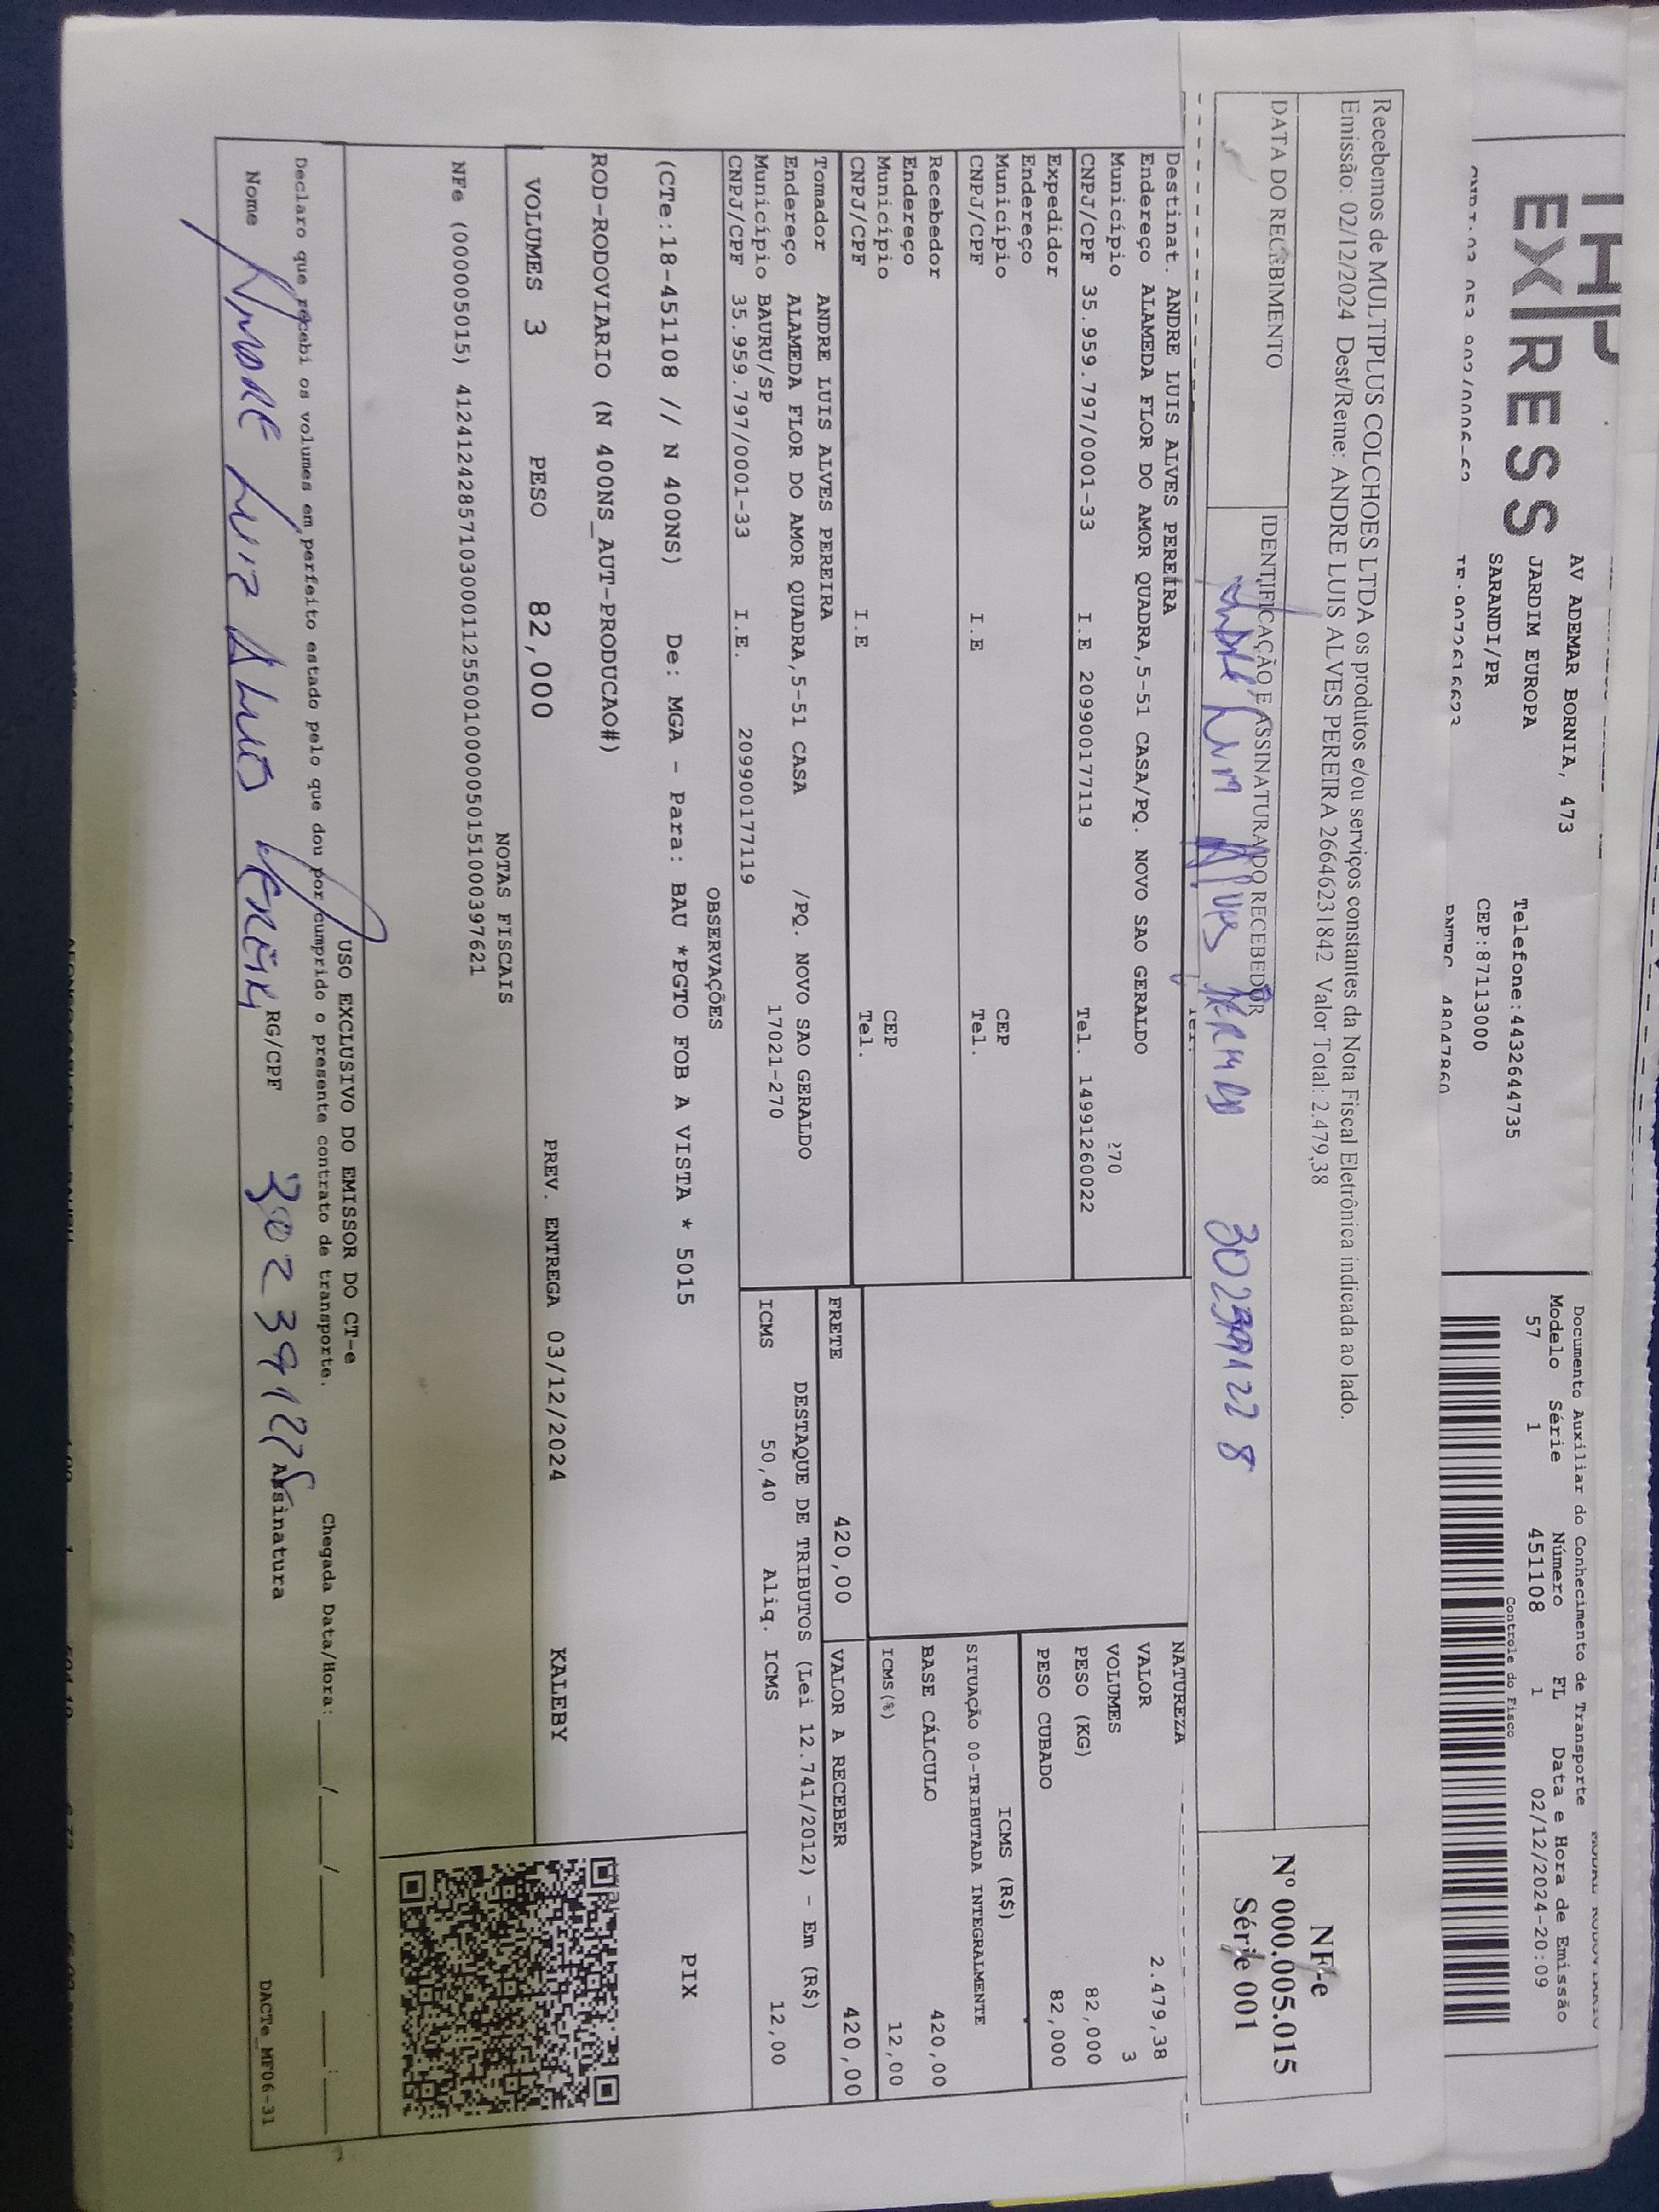 EX RESS
AV ADEMAR BORNIA, 473
JARDIM EUROPA
Telefone:4432644735
SARANDI/PR
CEP:87113000
Documento Auxiliar do Conhecimento de Transporte
Modelo Série Número FL Data e Hora de Emissão
57 1 451108 1 02/12/2024-20:09
Controle do Fisco
Recebemos de MULTIPLUS COLCHOES LTDA os produtos e/ou serviços constantes da Nota Fiscal Eletrônica indicada ao lado.
Emissão: 02/12/2024 Dest/Reme: ANDRE LUIS ALVES PEREIRA 26646231842 Valor Total: 2.479,38
DATA DO RECEBIMENTO
IDENTIFICAÇÃO E ASSINATURA DO RECEBEDOR
NF-e
Nº 000.005.015
Série 001
Destinat. ANDRE LUIS ALVES PEREIRA
Endereço ALAMEDA FLOR DO AMOR QUADRA,5-51 CASA/PQ. NOVO SAO GERALDO
Município 270
CNPJ/CPF 35.959.797/0001-33 I.E 209900177119 Tel. 14991260022
Expedidor
Endereço
Município CEP
CNPJ/CPF I.E Tel.
Recebedor
Endereço
Município CEP
CNPJ/CPF I.E Tel.
NATUREZA
VALOR 2.479,38
VOLUMES 3
PESO (KG) 82,000
PESO CUBADO 82,000
ICMS (R$)
SITUAÇÃO 00-TRIBUTADA INTEGRALMENTE
BASE CÁLCULO 420,00
ICMS(%) 12,00
Tomador ANDRE LUIS ALVES PEREIRA
Endereço ALAMEDA FLOR DO AMOR QUADRA,5-51 CASA /PQ. NOVO SAO GERALDO
Município BAURU/SP 17021-270
CNPJ/CPF 35.959.797/0001-33 I.E. 209900177119
FRETE 420,00 VALOR A RECEBER 420,00
DESTAQUE DE TRIBUTOS (Lei 12.741/2012) - Em (R$)
ICMS 50,40 Aliq. ICMS 12,00
OBSERVAÇÕES
(CTe:18-451108 // N 400NS) De: MGA - Para: BAU *PGTO FOB A VISTA * 5015
ROD-RODOVIARIO (N 400NS_AUT-PRODUCAO#)
PIX
VOLUMES 3 PESO 82,000 PREV. ENTREGA 03/12/2024 KALEBY
NOTAS FISCAIS
NFe (000005015) 41241242857103000112550010000050151000397621
USO EXCLUSIVO DO EMISSOR DO CT-e
Declaro que recebi os volumes em perfeito estado pelo que dou por cumprido o presente contrato de transporte.
Chegada Data/Hora:___/___/_____ ___:___
Nome ANDRE LUIZ ALVES PEREIRA RG/CPF Assinatura
DACTe_MF06-31